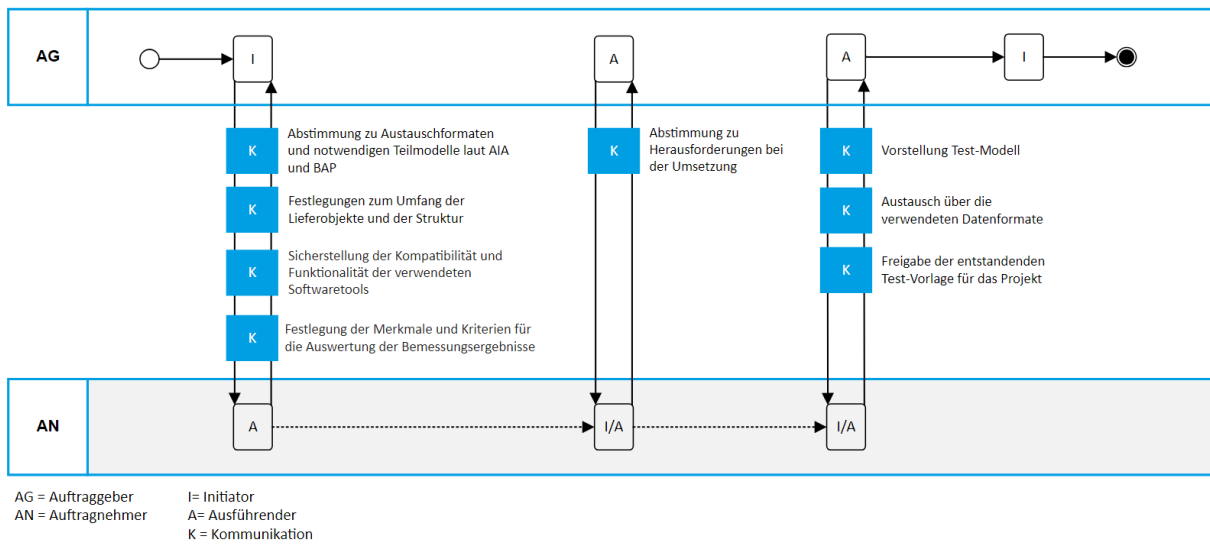 AG
I
A
A
I
K
Abstimmung zu Austauschformaten
und notwendigen Teilmodelle laut AIA
und BAP
K
Festlegungen zum Umfang der
Lieferobjekte und der Struktur
K
Sicherstellung der Kompatibilität und
Funktionalität der verwendeten
Softwaretools
K
Festlegung der Merkmale und Kriterien für
die Auswertung der Bemessungsergebnisse
K
Abstimmung zu
Herausforderungen bei
der Umsetzung
K
Vorstellung Test-Modell
K
Austausch über die
verwendeten Datenformate
K
Freigabe der entstandenden
Test-Vorlage für das Projekt
AN
A
I/A
I/A
AG = Auftraggeber
AN = Auftragnehmer
I= Initiator
A= Ausführender
K = Kommunikation